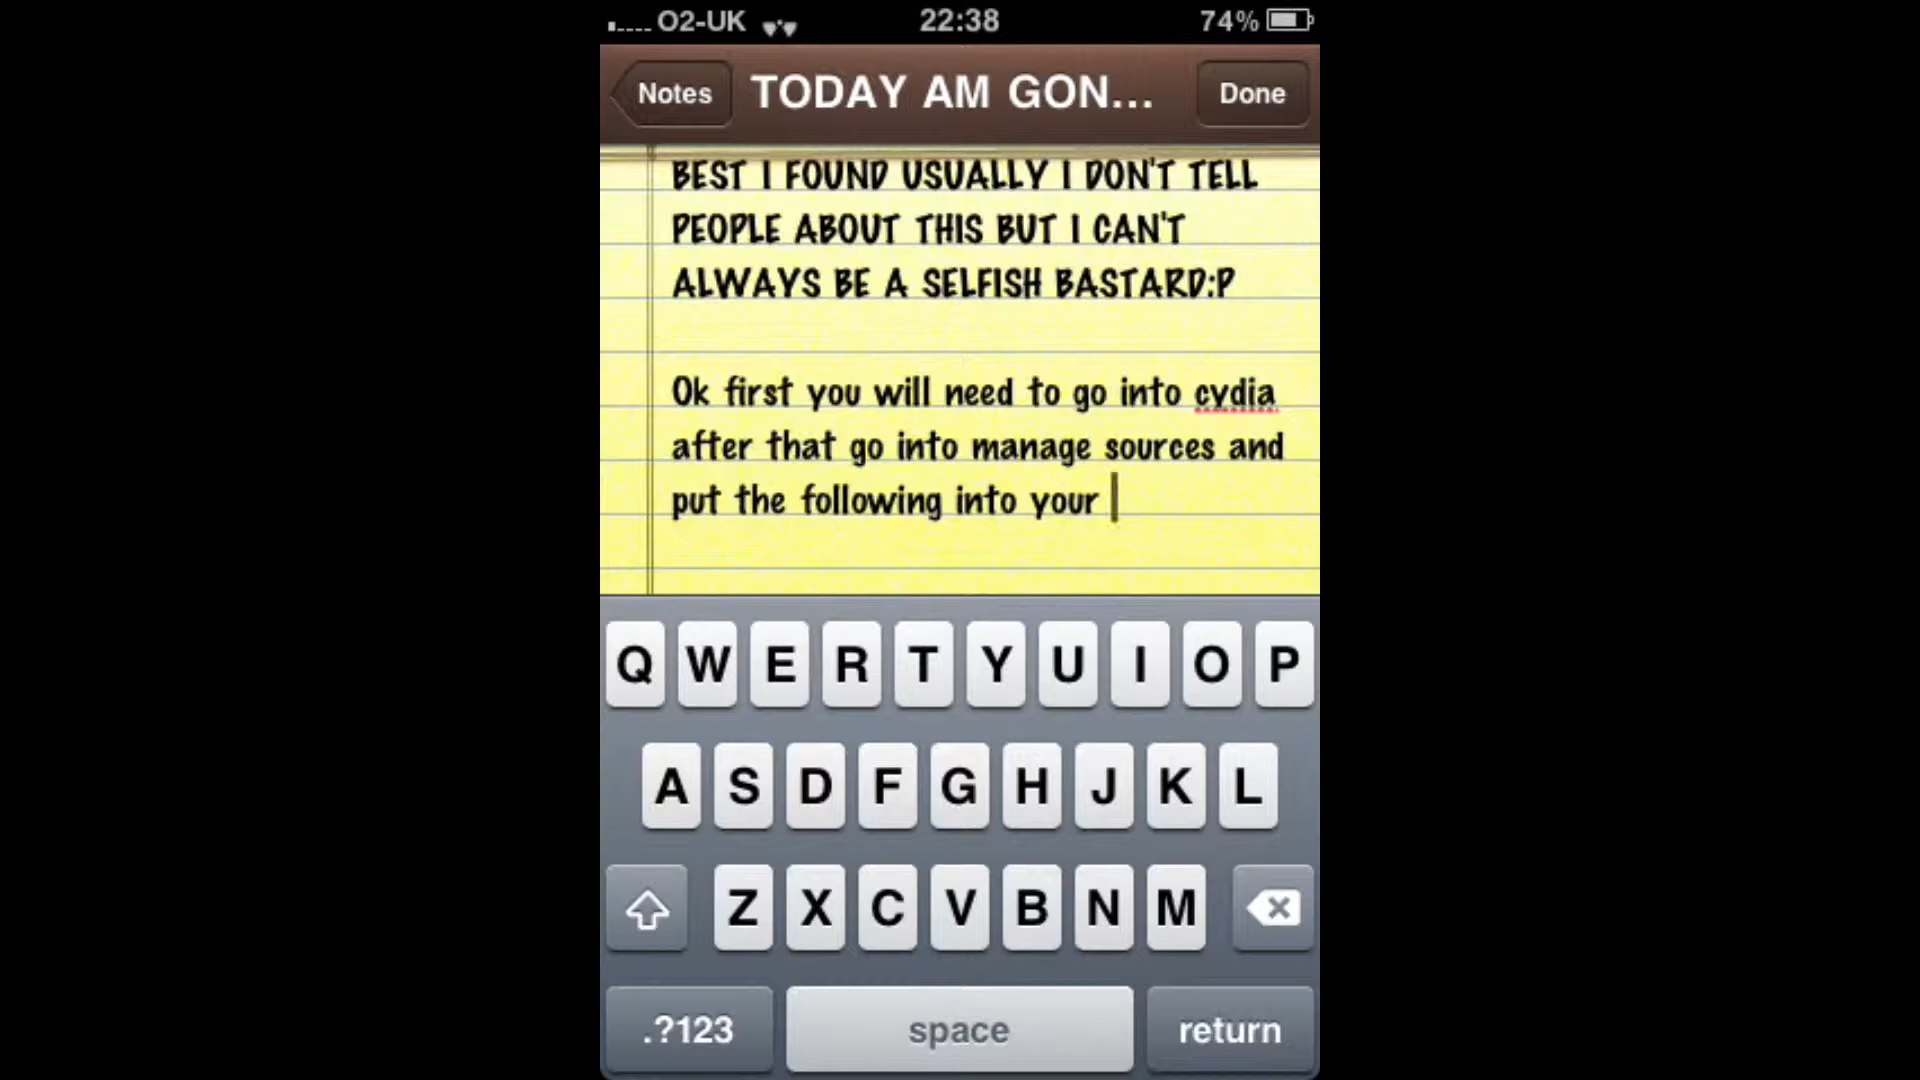 O2-UK 22:38 74%
Notes TODAY AM GON... Done
BEST I FOUND USUALLY I DON'T TELL
PEOPLE ABOUT THIS BUT I CAN'T
ALWAYS BE A SELFISH BASTARD:P
Ok first you will need to go into cydia
after that go into manage sources and
put the following into your
Q W E R T Y U I O P
A S D F G H J K L
Z X C V B N M
.?123 space return